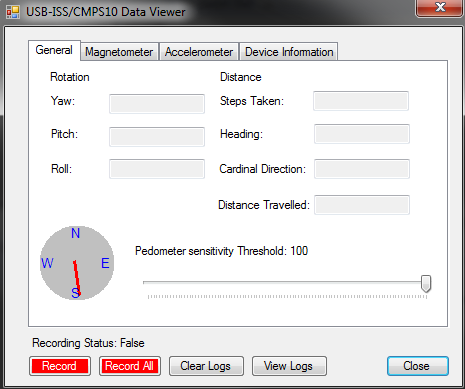 USB-ISS/CMPS10 Data Viewer
General Magnetometer Accelerometer Device Information
Rotation Distance
Yaw: Steps Taken:
Pitch: Heading:
Roll: Cardinal Direction:
Distance Travelled:
N
W E
S
Pedometer sensitivity Threshold: 100
Recording Status: False
Record Record All Clear Logs View Logs Close